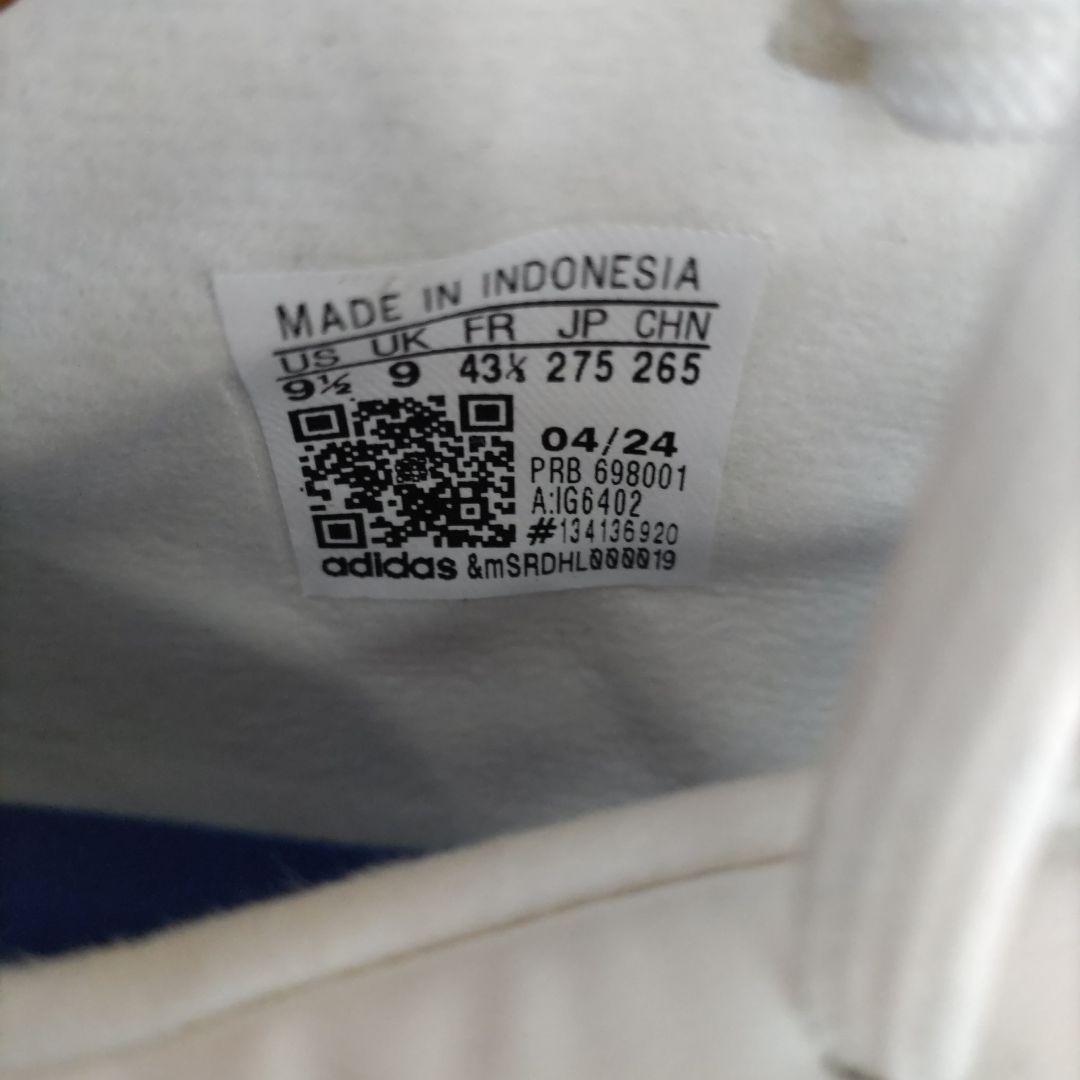 MADE IN INDONESIA
US UK FR JP CHN
9½ 9 43⅓ 275 265
04/24
PRB 698001
A:IG6402
#134136920
adidas &mSRDHL000019